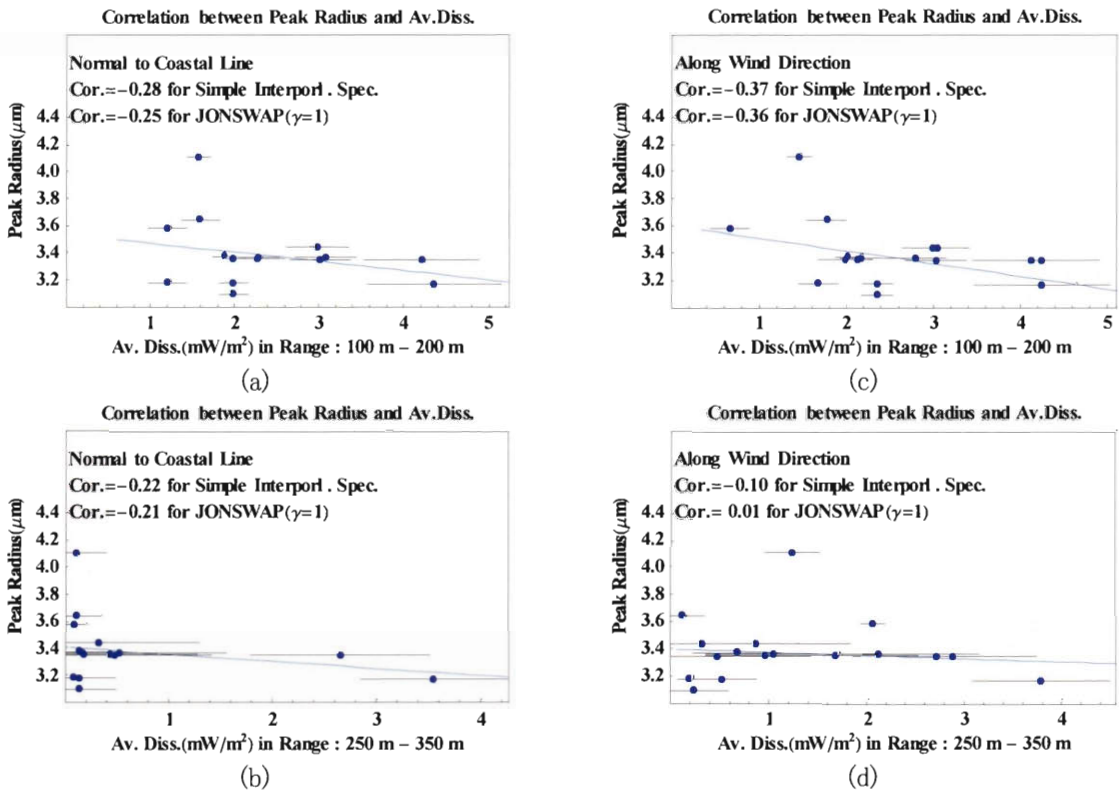 Correlation between Peak Radius and Av.Diss.
Normal to Coastal Line
Cor.=−0.28 for Simple Interporl . Spec.
Cor.=−0.25 for JONSWAP(γ=1)
Peak Radius(μm)
4.4
4.2
4.0
3.8
3.6
3.4
3.2
1 2 3 4 5
Av. Diss.(mW/m²) in Range : 100 m − 200 m
(a)
Correlation between Peak Radius and Av.Diss.
Along Wind Direction
Cor.=−0.37 for Simple Interporl . Spec.
Cor.=−0.36 for JONSWAP(γ=1)
Peak Radius(μm)
4.4
4.2
4.0
3.8
3.6
3.4
3.2
1 2 3 4 5
Av. Diss.(mW/m²) in Range : 100 m − 200 m
(c)
Correlation between Peak Radius and Av.Diss.
Normal to Coastal Line
Cor.=−0.22 for Simple Interporl . Spec.
Cor.=−0.21 for JONSWAP(γ=1)
Peak Radius(μm)
4.4
4.2
4.0
3.8
3.6
3.4
3.2
1 2 3 4
Av. Diss.(mW/m²) in Range : 250 m − 350 m
(b)
Correlation between Peak Radius and Av.Diss.
Along Wind Direction
Cor.=−0.10 for Simple Interporl . Spec.
Cor.= 0.01 for JONSWAP(γ=1)
Peak Radius(μm)
4.4
4.2
4.0
3.8
3.6
3.4
3.2
1 2 3 4
Av. Diss.(mW/m²) in Range : 250 m − 350 m
(d)